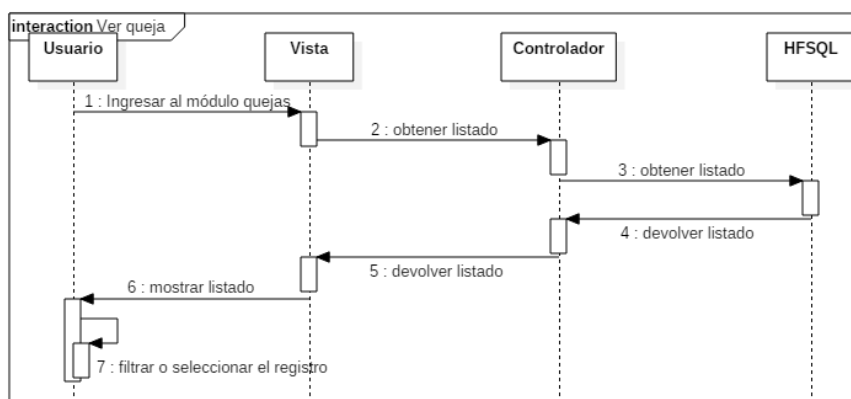 interaction Ver queja
Usuario
Vista
Controlador
HFSQL
1 : Ingresar al módulo quejas
2 : obtener listado
3 : obtener listado
4 : devolver listado
5 : devolver listado
6 : mostrar listado
7 : filtrar o seleccionar el registro